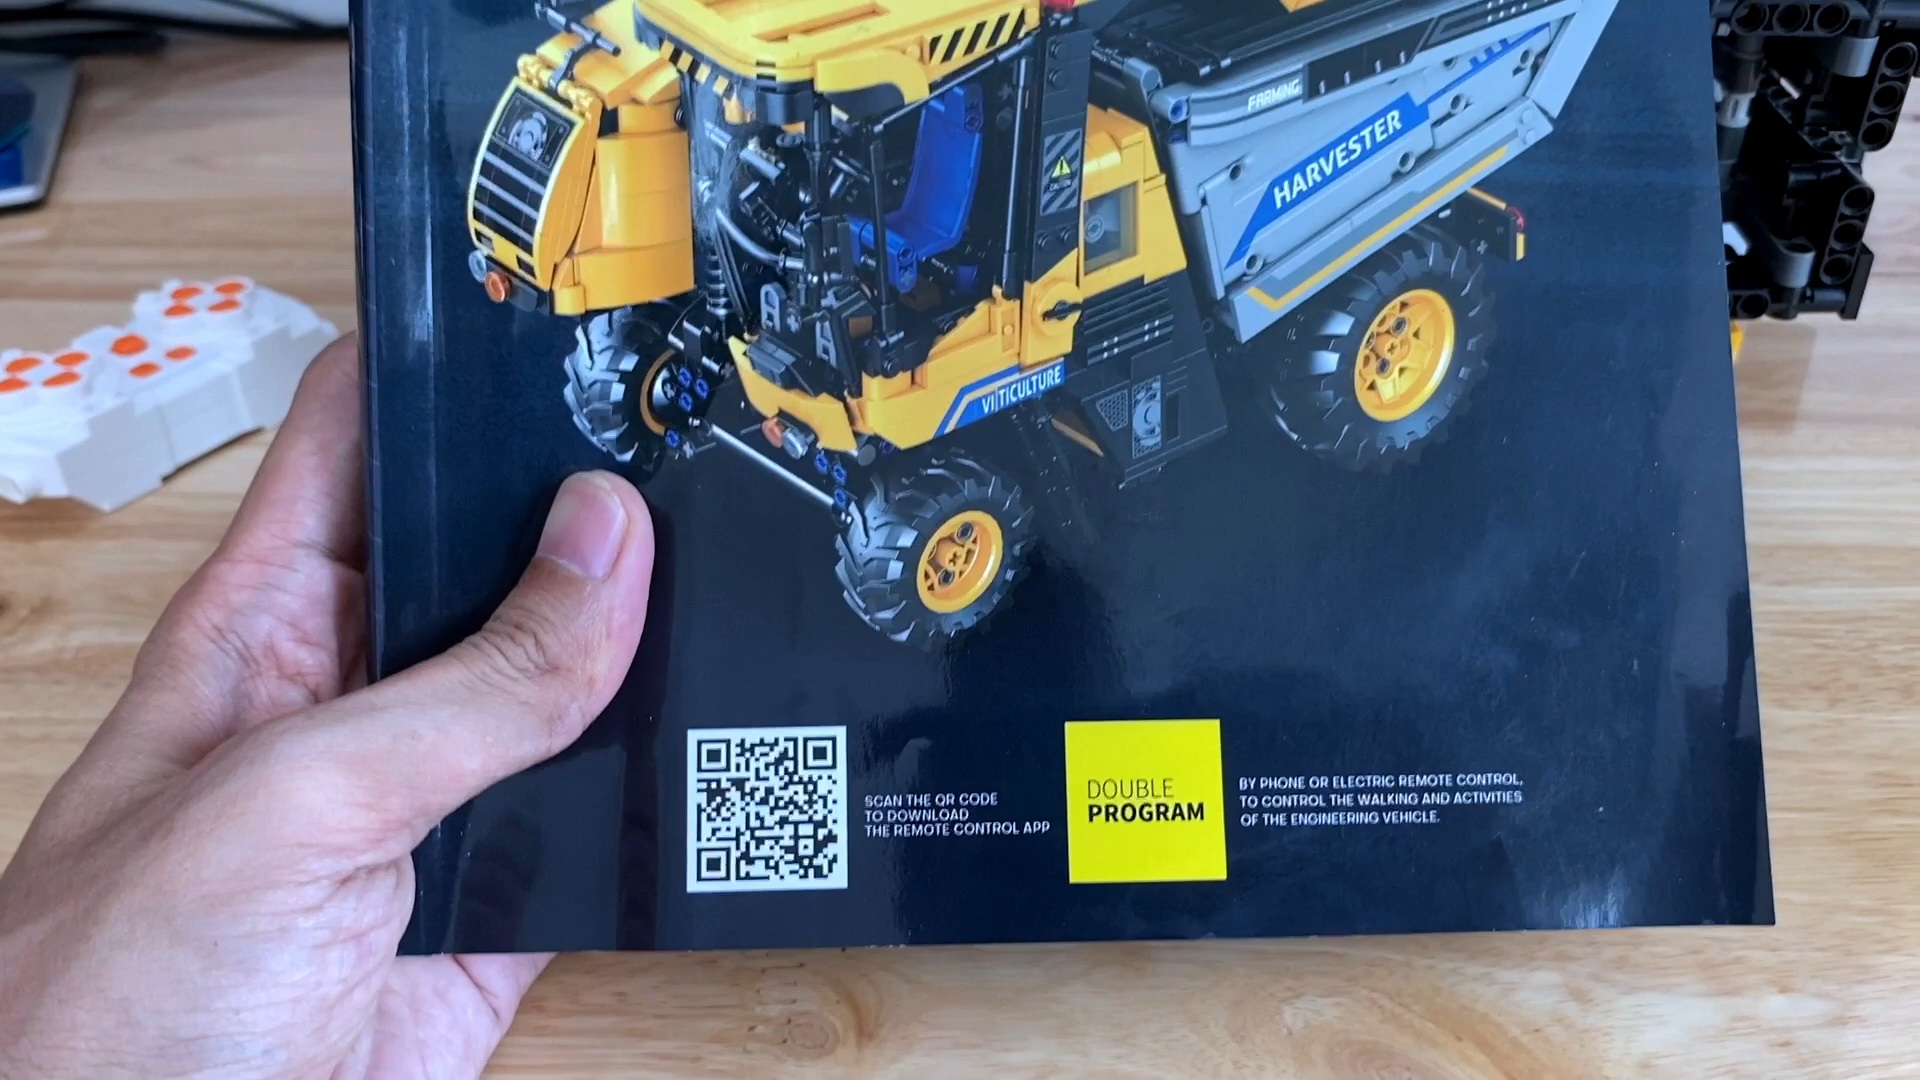 FARMING
HARVESTER
CAUTION
VITICULTURE
SCAN THE QR CODE
TO DOWNLOAD
THE REMOTE CONTROL APP
DOUBLE
PROGRAM
BY PHONE OR ELECTRIC REMOTE CONTROL,
TO CONTROL THE WALKING AND ACTIVITIES
OF THE ENGINEERING VEHICLE.